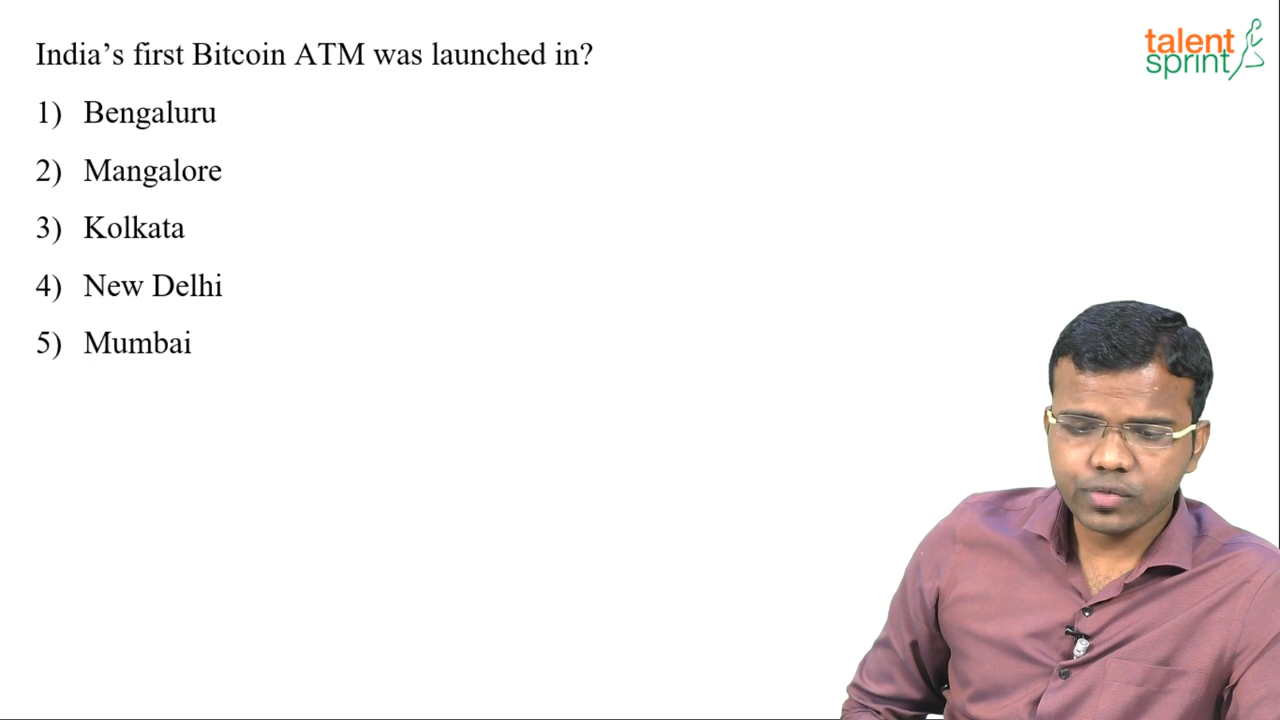 India’s first Bitcoin ATM was launched in?
1) Bengaluru
2) Mangalore
3) Kolkata
4) New Delhi
5) Mumbai
talent
sprint